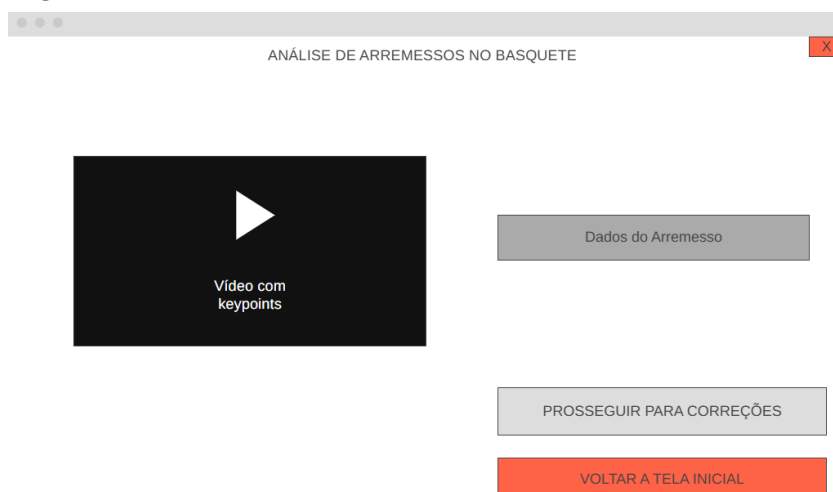 ANÁLISE DE ARREMESSOS NO BASQUETE
X
Vídeo com
keypoints
Dados do Arremesso
PROSSEGUIR PARA CORREÇÕES
VOLTAR A TELA INICIAL